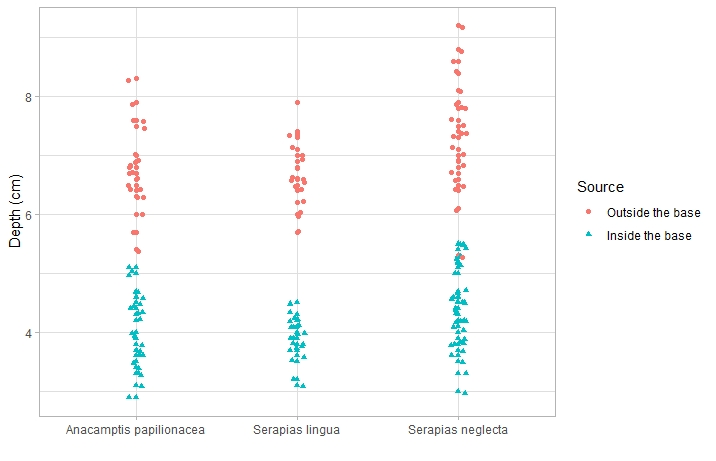 Depth (cm)
8
6
4
Anacamptis papilionacea
Serapias lingua
Serapias neglecta
Source
Outside the base
Inside the base